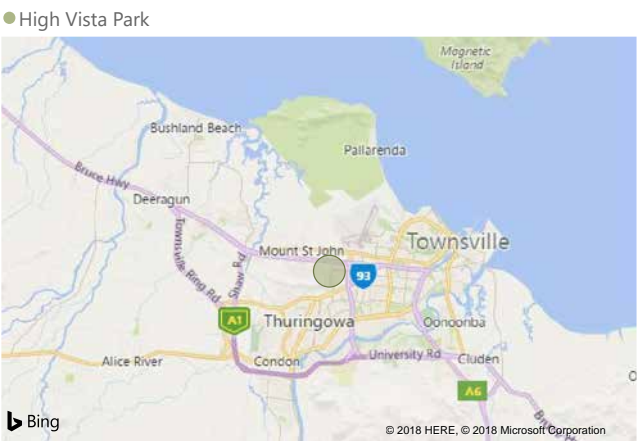 High Vista Park
Magnetic
Island
Bushland Beach
Pallarenda
Bruce Hwy
Deeragun
Townsville Ring Rd
Shaw Rd
Mount St John
Townsville
93
A1
Thuringowa
Oonoonba
Alice River
Condon
University Rd
Cluden
A6
Bing
© 2018 HERE, © 2018 Microsoft Corporation